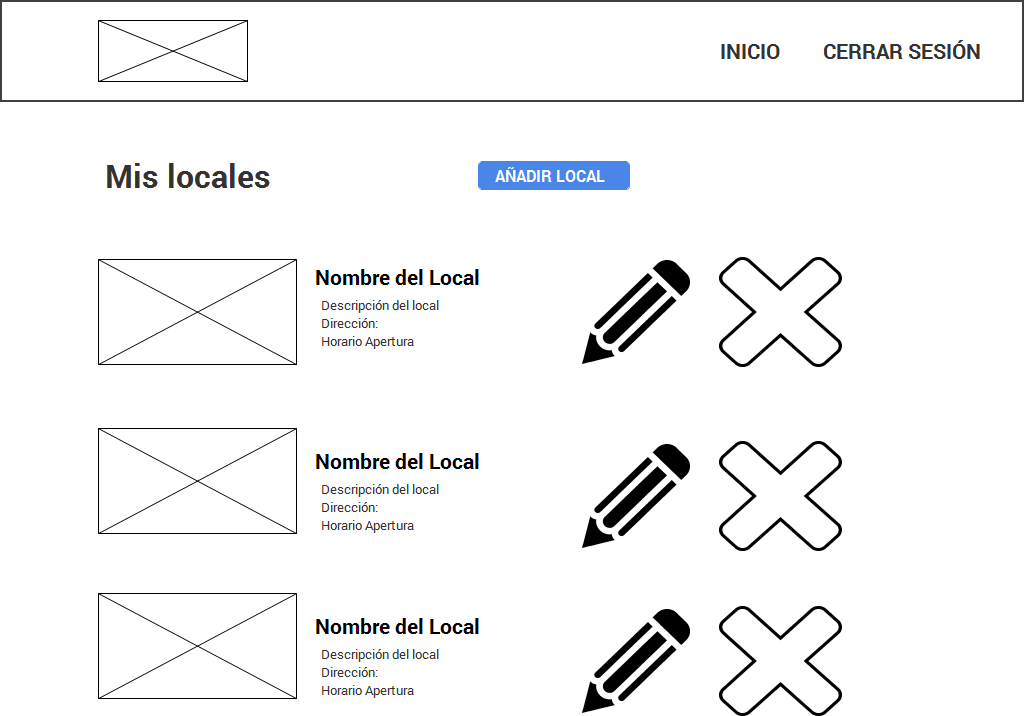 INICIO
CERRAR SESIÓN
Mis locales
AÑADIR LOCAL
Nombre del Local
Descripción del local
Dirección:
Horario Apertura
Nombre del Local
Descripción del local
Dirección:
Horario Apertura
Nombre del Local
Descripción del local
Dirección:
Horario Apertura